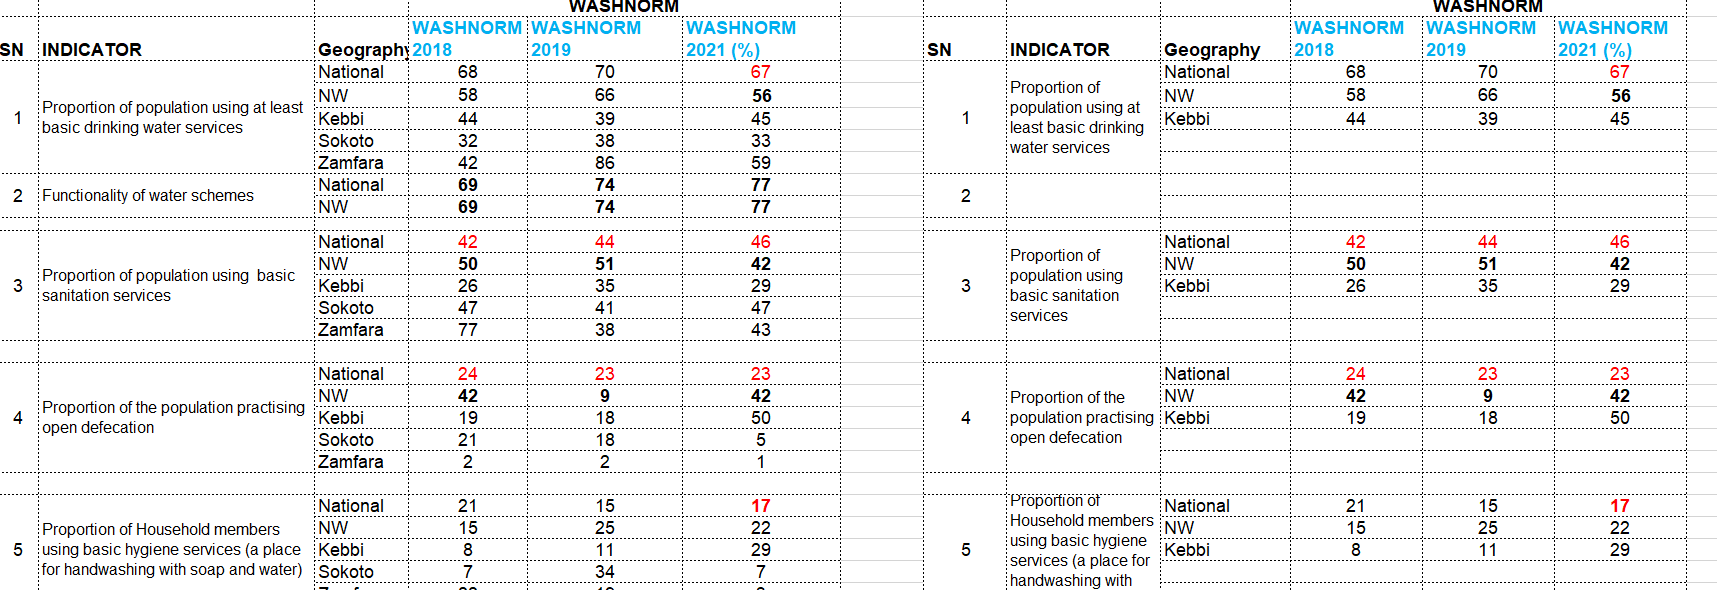 WASHNORM WASHNORM
WASHNORM WASHNORM WASHNORM WASHNORM WASHNORM WASHNORM
SN INDICATOR Geography 2018 2019 2021 (%) SN INDICATOR Geography 2018 2019 2021 (%)
1 Proportion of population using at least
basic drinking water services
National 68 70 67
NW 58 66 56
Kebbi 44 39 45
Sokoto 32 38 33
Zamfara 42 86 59
2 Functionality of water schemes
National 69 74 77
NW 69 74 77
3 Proportion of population using basic
sanitation services
National 42 44 46
NW 50 51 42
Kebbi 26 35 29
Sokoto 47 41 47
Zamfara 77 38 43
4 Proportion of the population practising
open defecation
National 24 23 23
NW 42 9 42
Kebbi 19 18 50
Sokoto 21 18 5
Zamfara 2 2 1
5 Proportion of Household members
using basic hygiene services (a place
for handwashing with soap and water)
National 21 15 17
NW 15 25 22
Kebbi 8 11 29
Sokoto 7 34 7
1 Proportion of
population using at
least basic drinking
water services
National 68 70 67
NW 58 66 56
Kebbi 44 39 45
2
3 Proportion of
population using
basic sanitation
services
National 42 44 46
NW 50 51 42
Kebbi 26 35 29
4 Proportion of the
population practising
open defecation
National 24 23 23
NW 42 9 42
Kebbi 19 18 50
5 Proportion of
Household members
using basic hygiene
services (a place for
handwashing with
National 21 15 17
NW 15 25 22
Kebbi 8 11 29